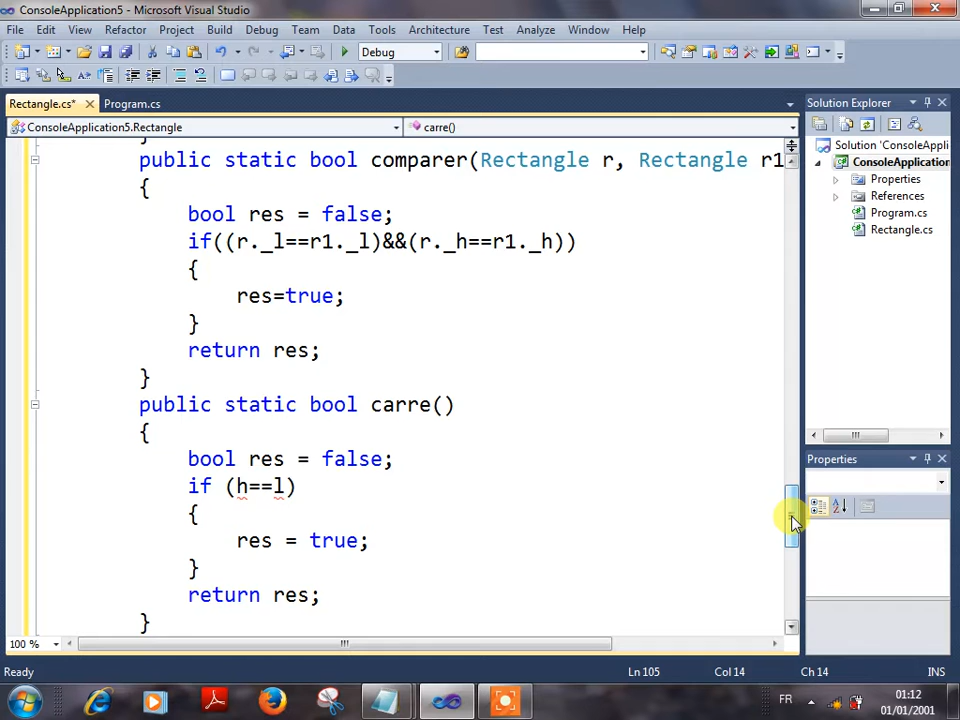 ConsoleApplication5 - Microsoft Visual Studio
File Edit View Refactor Project Build Debug Team Data Tools Architecture Test Analyze Window Help
Debug
Rectangle.cs* Program.cs
ConsoleApplication5.Rectangle carre()
public static bool comparer(Rectangle r, Rectangle r1
{
bool res = false;
if((r._l==r1._l)&&(r._h==r1._h))
{
res=true;
}
return res;
}
public static bool carre()
{
bool res = false;
if (h==l)
{
res = true;
}
return res;
}
100 %
Solution Explorer
Solution 'ConsoleAppli
ConsoleApplication
Properties
References
Program.cs
Rectangle.cs
Properties
Ready Ln 105 Col 14 Ch 14 INS
FR 01:12
01/01/2001